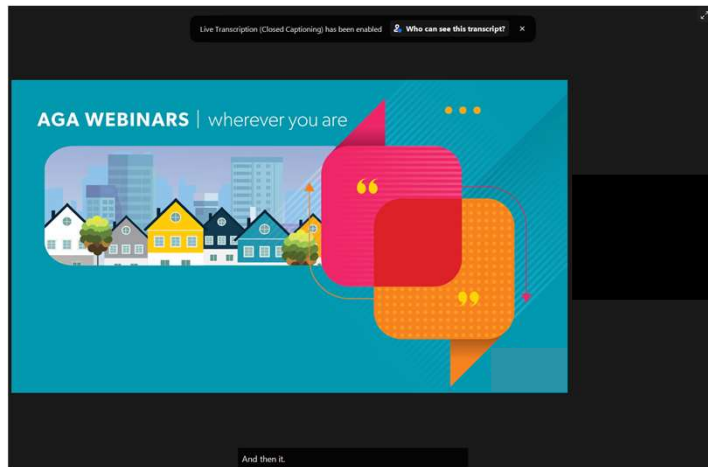 Live Transcription (Closed Captioning) has been enabled Who can see this transcript?
AGA WEBINARS | wherever you are
“
”
And then it.